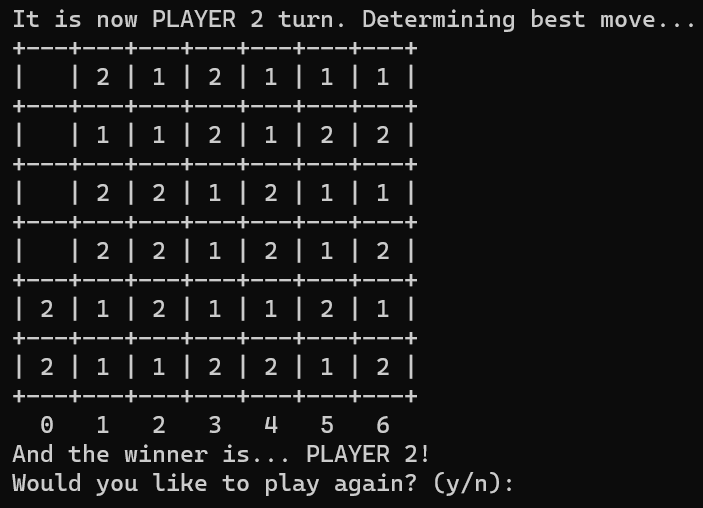 It is now PLAYER 2 turn. Determining best move...
+---+---+---+---+---+---+---+
|   | 2 | 1 | 2 | 1 | 1 | 1 |
+---+---+---+---+---+---+---+
|   | 1 | 1 | 2 | 1 | 2 | 2 |
+---+---+---+---+---+---+---+
|   | 2 | 2 | 1 | 2 | 1 | 1 |
+---+---+---+---+---+---+---+
|   | 2 | 2 | 1 | 2 | 1 | 2 |
+---+---+---+---+---+---+---+
| 2 | 1 | 2 | 1 | 1 | 2 | 1 |
+---+---+---+---+---+---+---+
| 2 | 1 | 1 | 2 | 2 | 1 | 2 |
+---+---+---+---+---+---+---+
  0   1   2   3   4   5   6
And the winner is... PLAYER 2!
Would you like to play again? (y/n):